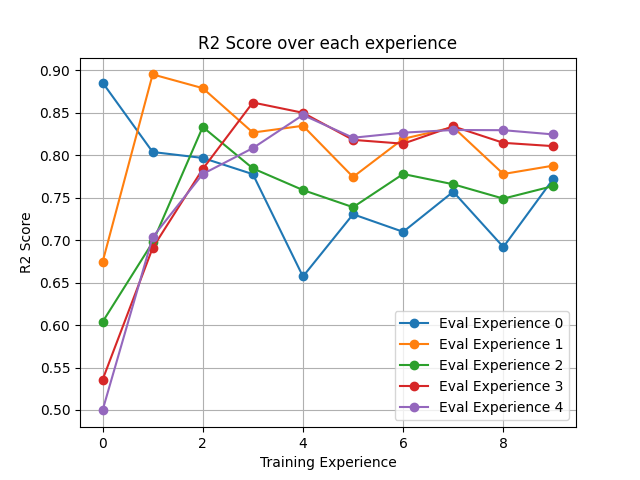 R2 Score over each experience
R2 Score
0.90
0.85
0.80
0.75
0.70
0.65
0.60
0.55
0.50
0 2 4 6 8
Training Experience
Eval Experience 0
Eval Experience 1
Eval Experience 2
Eval Experience 3
Eval Experience 4